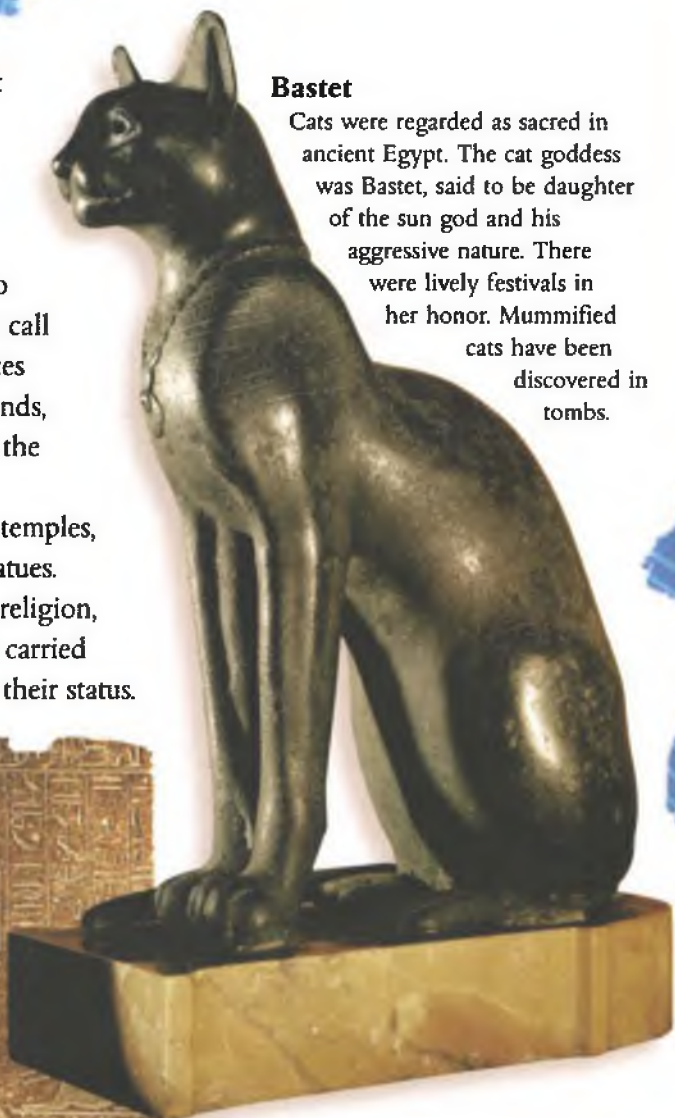 call
nds,
the
temples,
atues.
religion,
carried
their status.
Bastet
Cats were regarded as sacred in
ancient Egypt. The cat goddess
was Bastet, said to be daughter
of the sun god and his
aggressive nature. There
were lively festivals in
her honor. Mummified
cats have been
discovered in
tombs.